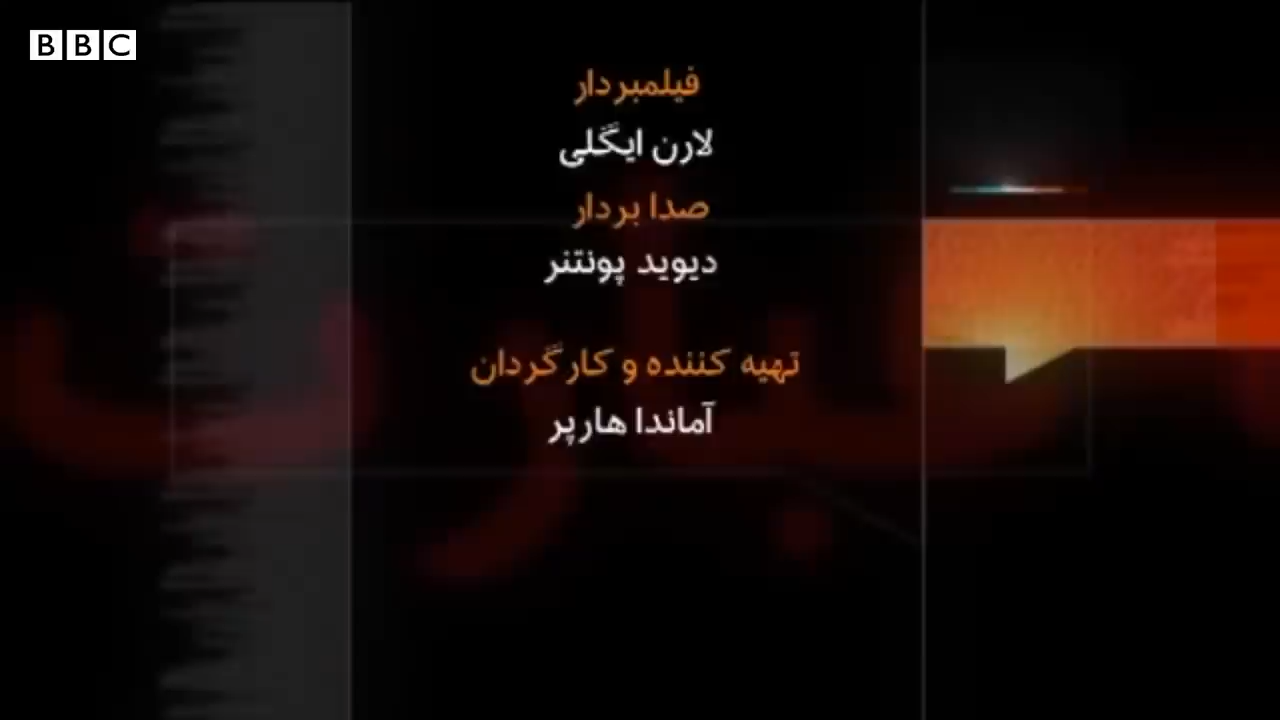 BBC
فیلمبردار
لارن ایگلی
صدا بردار
دیوید پونتنر
تهیه کننده و کارگردان
آماندا هارپر